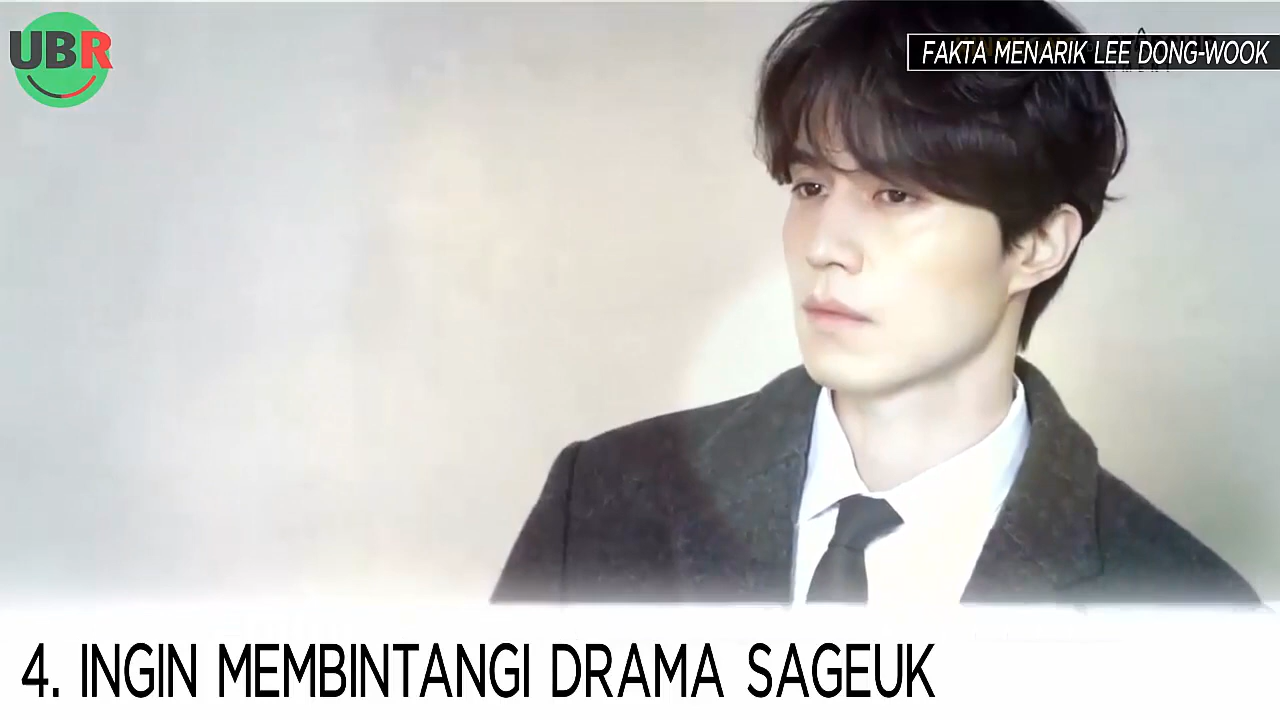 UBR
FAKTA MENARIK LEE DONG-WOOK
4. INGIN MEMBINTANGI DRAMA SAGEUK